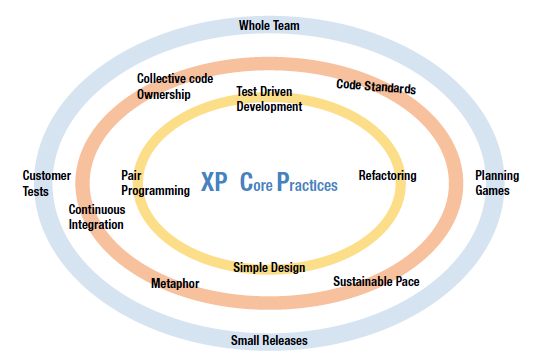 Whole Team
Collective code
Ownership
Test Driven
Development
Code Standards
Customer
Tests
Pair
Programming
XP Core Practices
Refactoring
Planning
Games
Continuous
Integration
Simple Design
Metaphor
Sustainable Pace
Small Releases